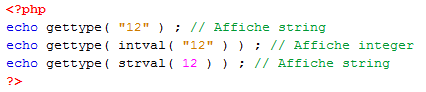 <?php
echo gettype( "12" ) ; // Affiche string
echo gettype( intval( "12" ) ) ; // Affiche integer
echo gettype( strval( 12 ) ) ; // Affiche string
?>